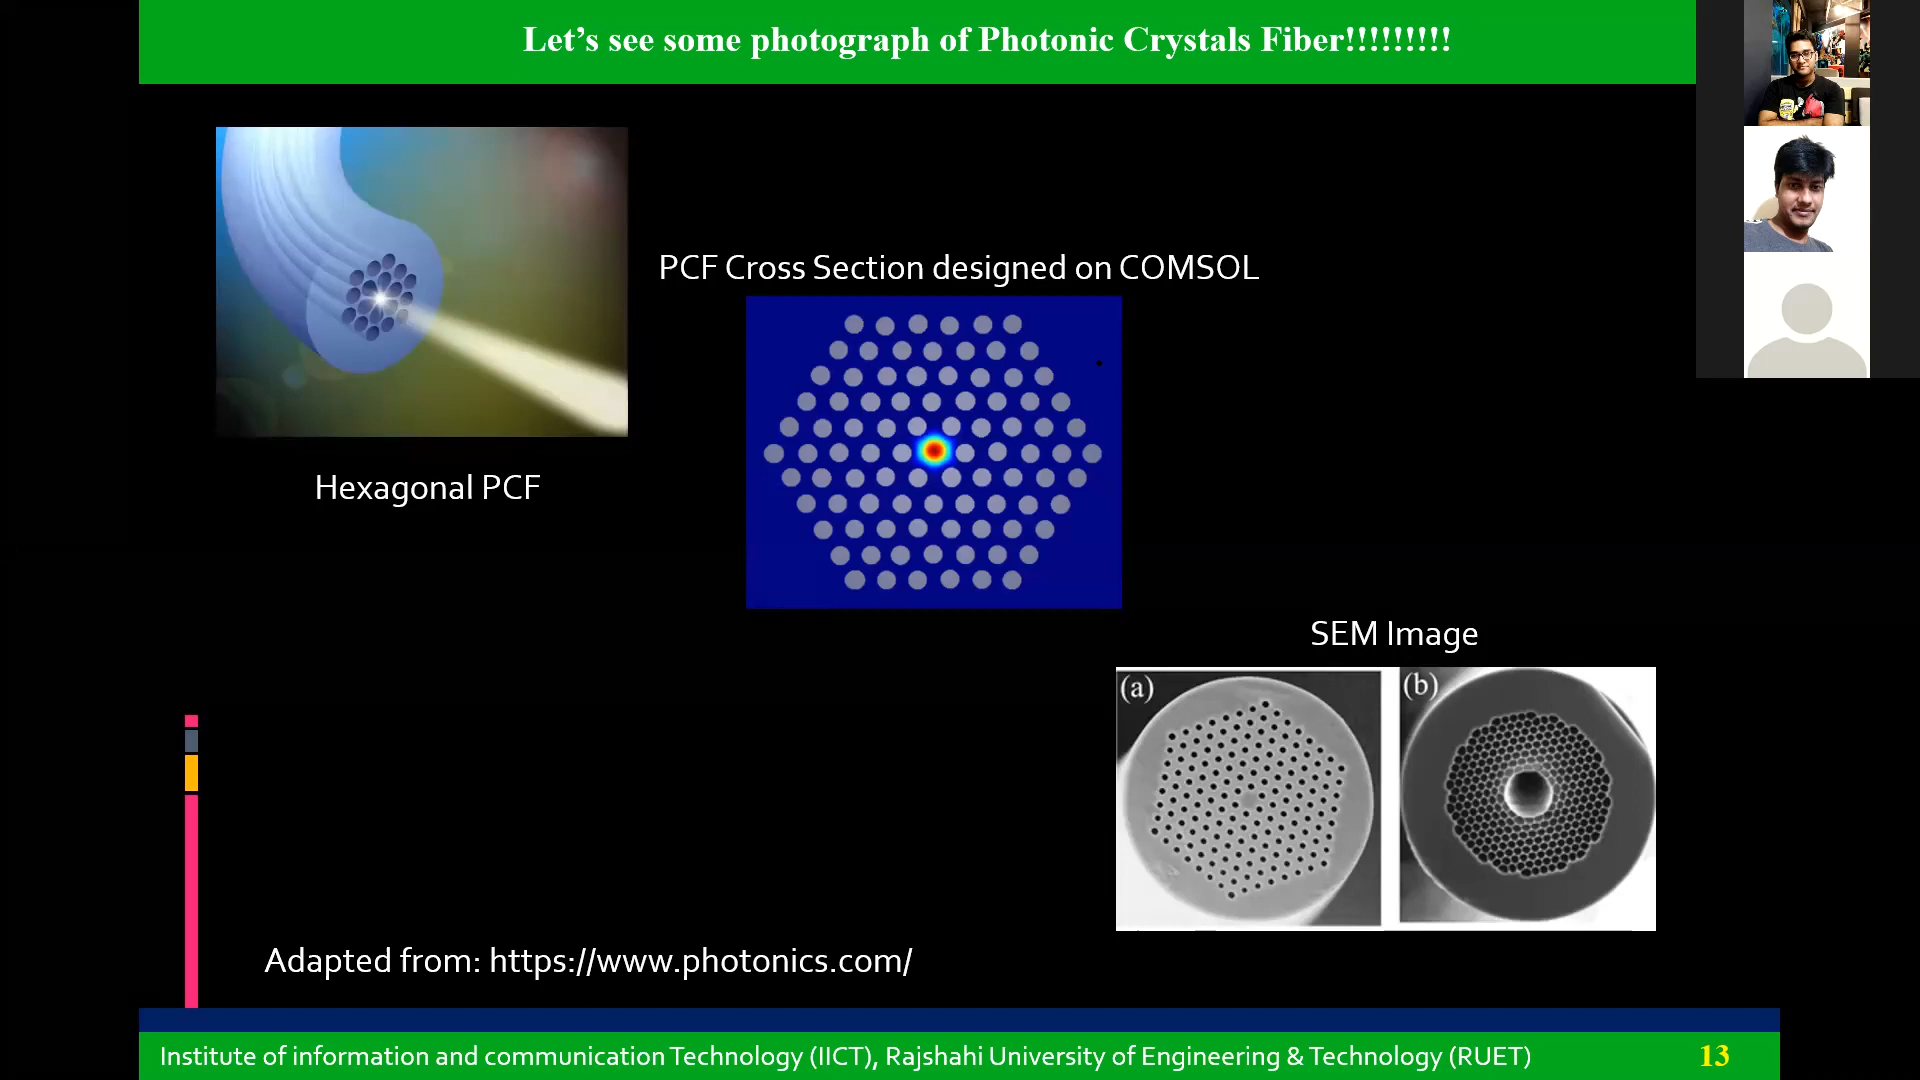 Let’s see some photograph of Photonic Crystals Fiber!!!!!!!!!
PCF Cross Section designed on COMSOL
Hexagonal PCF
SEM Image
(a)
(b)
Adapted from: https://www.photonics.com/
Institute of information and communication Technology (IICT), Rajshahi University of Engineering & Technology (RUET)
13